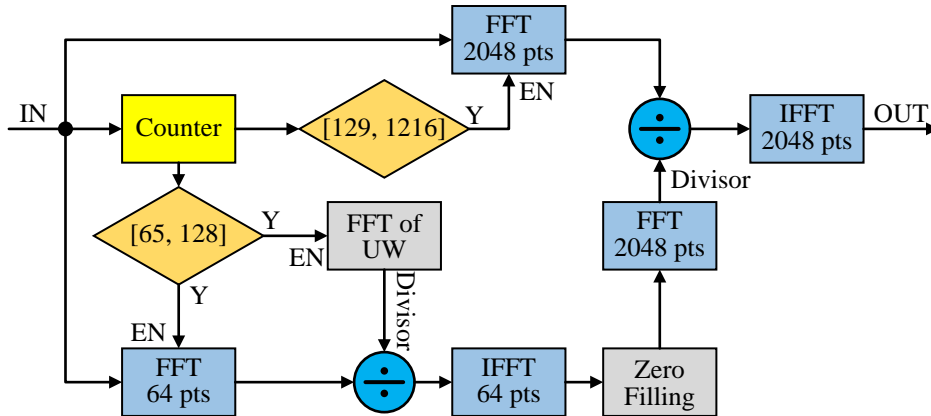 FFT
2048 pts
IN
Counter
[129, 1216]
Y
EN
IFFT
2048 pts
OUT
Divisor
[65, 128]
Y
EN
FFT of
UW
FFT
2048 pts
Y
EN
Divisor
FFT
64 pts
IFFT
64 pts
Zero
Filling